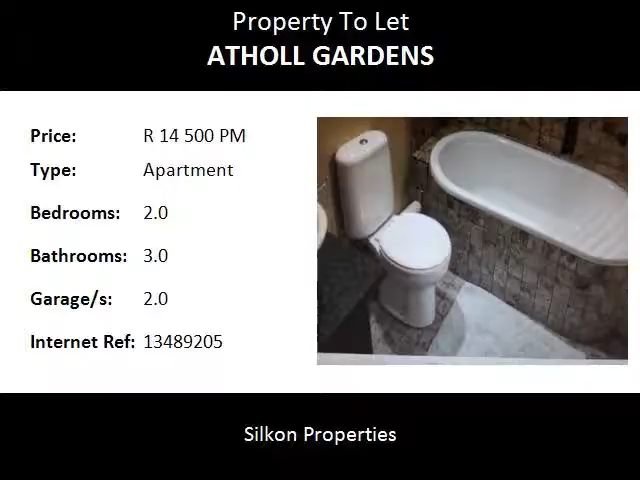 Property To Let
ATHOLL GARDENS
Price: R 14 500 PM
Type: Apartment
Bedrooms: 2.0
Bathrooms: 3.0
Garage/s: 2.0
Internet Ref: 13489205
Silkon Properties